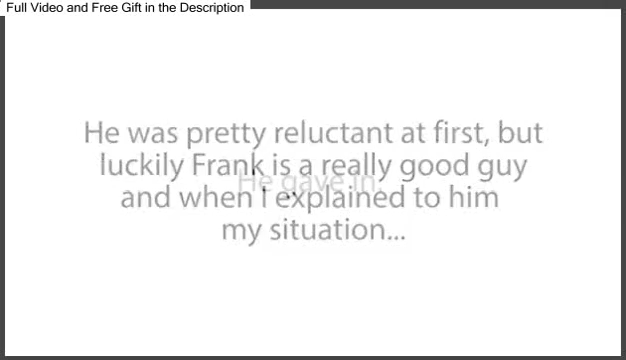 Full Video and Free Gift in the Description
He was pretty reluctant at first, but
luckily Frank is a really good guy
He gave in.
and when I explained to him
my situation...